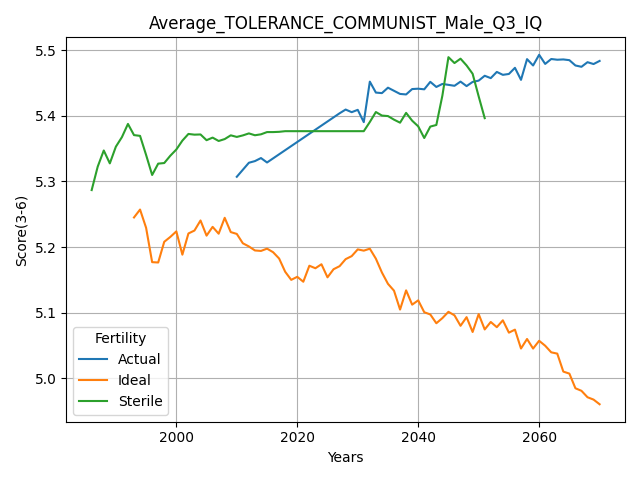 Average_TOLERANCE_COMMUNIST_Male_Q3_IQ
Score(3-6)
5.5
5.4
5.3
5.2
5.1
5.0
Fertility
Actual
Ideal
Sterile
2000 2020 2040 2060
Years